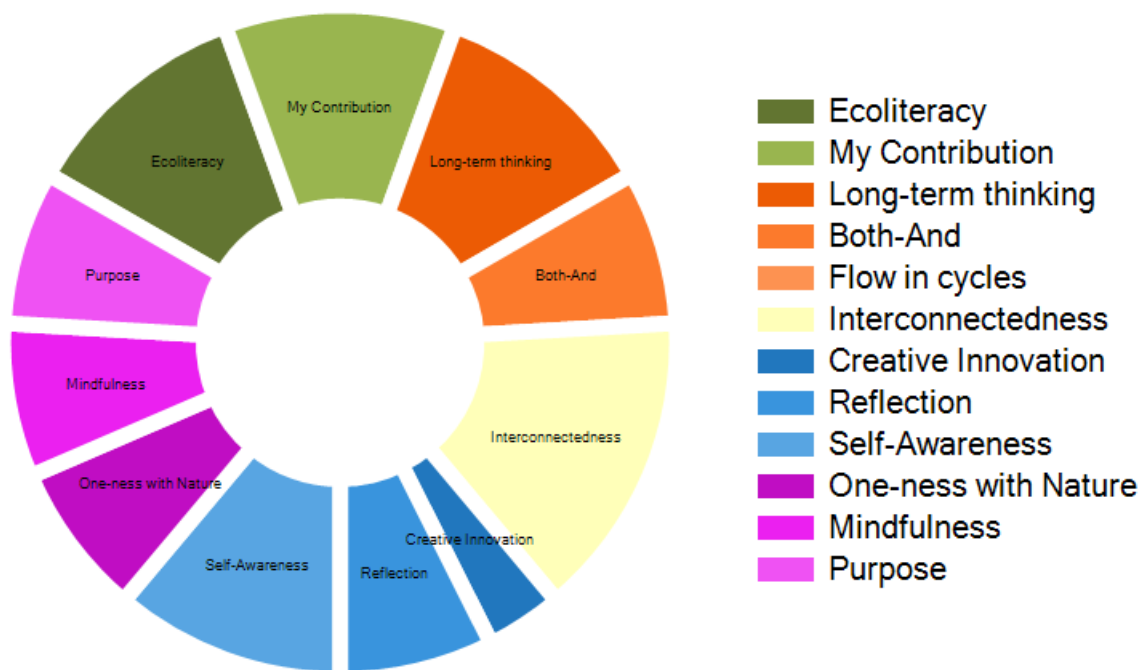 My Contribution
Ecoliteracy
Long-term thinking
Purpose
Both-And
Mindfulness
Interconnectedness
One-ness with Nature
Creative Innovation
Self-Awareness
Reflection
Ecoliteracy
My Contribution
Long-term thinking
Both-And
Flow in cycles
Interconnectedness
Creative Innovation
Reflection
Self-Awareness
One-ness with Nature
Mindfulness
Purpose